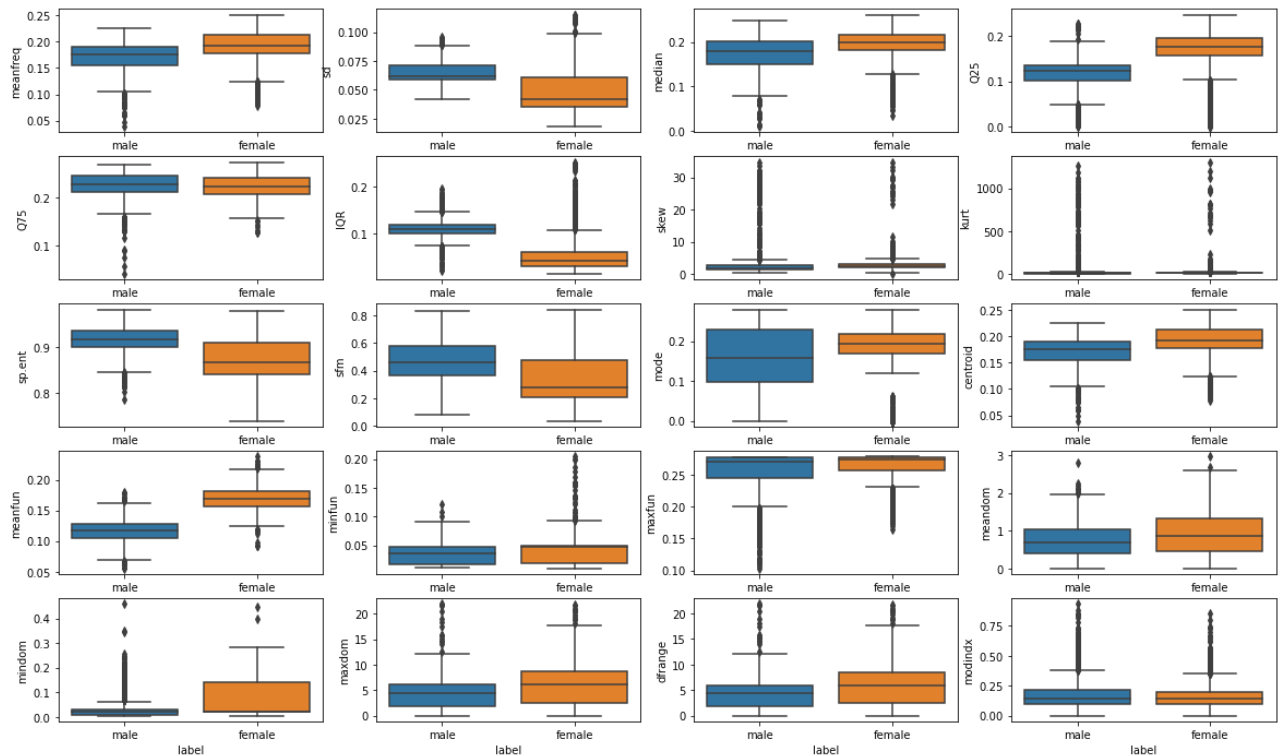 meanfreq 0.25 0.20 0.15 0.10 0.05 male female
sd 0.100 0.075 0.050 0.025 male female
median 0.2 0.1 0.0 male female
Q25 0.2 0.1 0.0 male female
Q75 0.2 0.1 male female
IQR 0.2 0.1 male female
skew 30 20 10 0 male female
kurt 1000 500 0 male female
sp.ent 0.9 0.8 male female
sfm 0.8 0.6 0.4 0.2 0.0 male female
mode 0.2 0.1 0.0 male female
centroid 0.25 0.20 0.15 0.10 0.05 male female
meanfun 0.20 0.15 0.10 0.05 male female
minfun 0.20 0.15 0.10 0.05 male female
maxfun 0.25 0.20 0.15 0.10 male female
meandom 3 2 1 0 male female
mindom 0.4 0.3 0.2 0.1 0.0 male female label
maxdom 20 15 10 5 0 male female label
dfrange 20 15 10 5 0 male female label
modindx 0.75 0.50 0.25 0.00 male female label